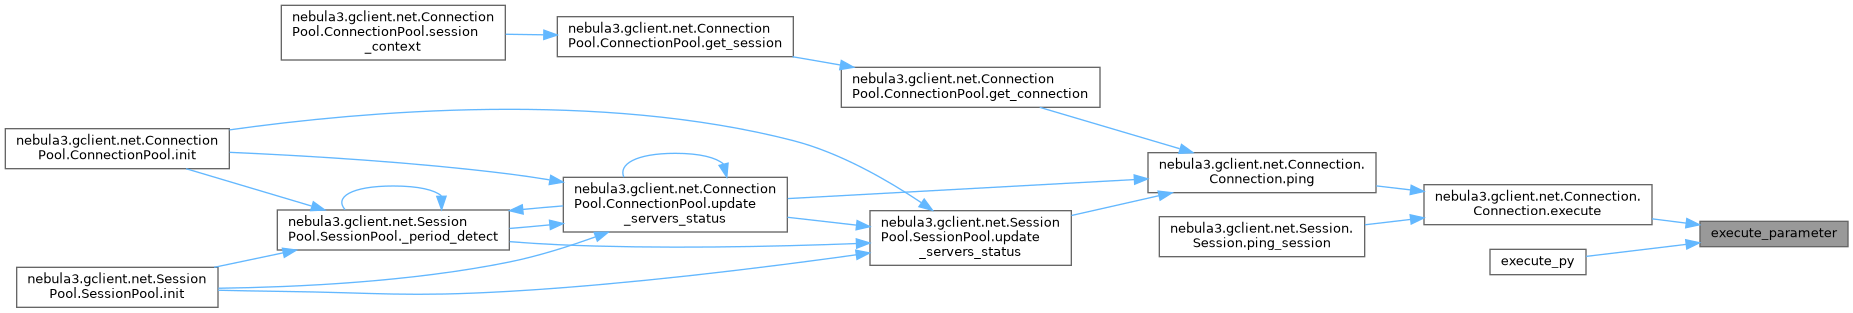 nebula3.gclient.net.Connection
Pool.ConnectionPool.session
_context
nebula3.gclient.net.Connection
Pool.ConnectionPool.get_session
nebula3.gclient.net.Connection
Pool.ConnectionPool.get_connection
nebula3.gclient.net.Connection
Pool.ConnectionPool.init
nebula3.gclient.net.Connection.
Connection.ping
nebula3.gclient.net.Connection
Pool.ConnectionPool.update
_servers_status
nebula3.gclient.net.Connection.
Connection.execute
nebula3.gclient.net.Session
Pool.SessionPool._period_detect
nebula3.gclient.net.Session
Pool.SessionPool.update
_servers_status
nebula3.gclient.net.Session.
Session.ping_session
execute_parameter
execute_py
nebula3.gclient.net.Session
Pool.SessionPool.init